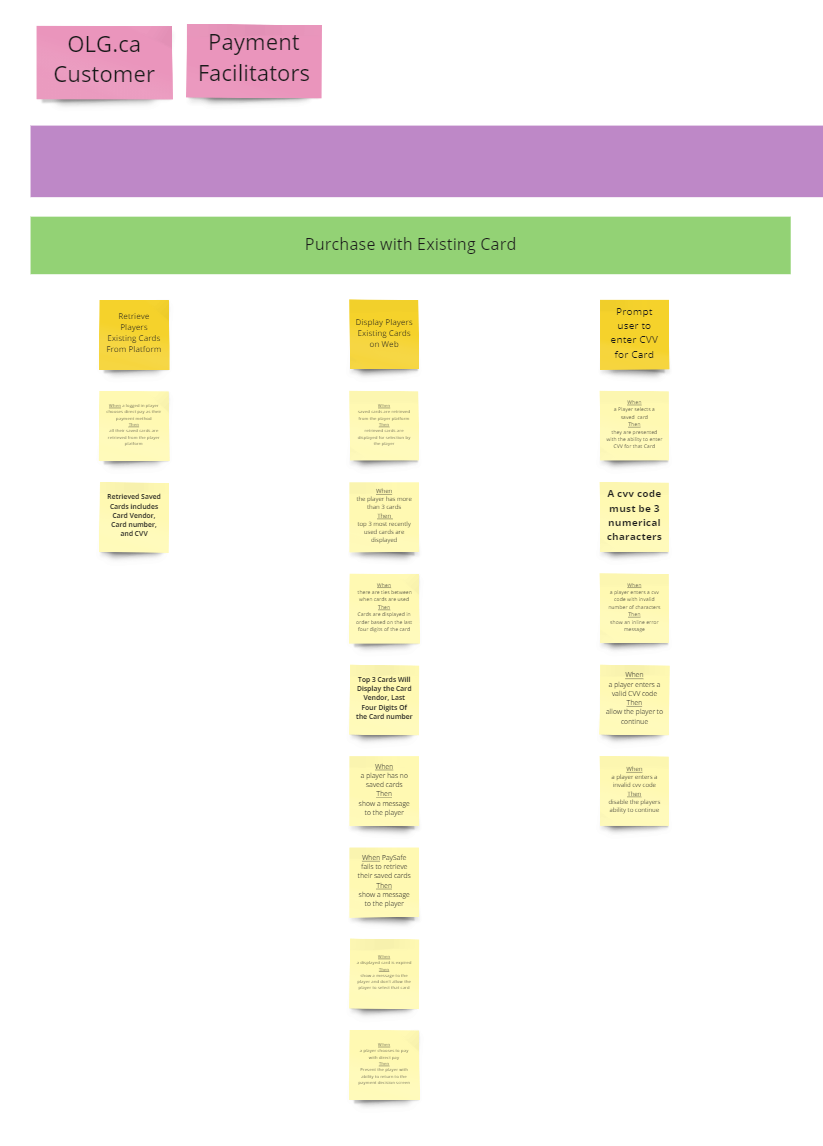 OLG.ca
Customer
Payment
Facilitators
Purchase with Existing Card
Retrieve
Players
Existing Cards
From Platform
When a logged in player
chooses direct pay as their
payment method
Then
all their saved cards are
retrieved from the player
platform
Retrieved Saved
Cards includes
Card Vendor,
Card number,
and CVV
Display Players
Existing Cards
on Web
When
saved cards are retrieved
from the player platform
Then
retrieved cards are
displayed for selection by
the player
When
the player has more
than 3 cards
Then
top 3 most recently
used cards are
displayed
When
there are ties between
when cards are used
Then
Cards are displayed in
order based on the last
four digits of the card
Top 3 Cards Will
Display the Card
Vendor, Last
Four Digits Of
the Card number
When
a player has no
saved cards
Then
show a message
to the player
When PaySafe
fails to retrieve
their saved cards
Then
show a message
to the player
When
a displayed card is expired
Then
show a message to the
player and don't allow the
player to select that card
When
a player chooses to pay
with direct pay
Then
Present the player with
ability to return to the
payment decision screen
Prompt
user to
enter CVV
for Card
When
a Player selects a
saved card
Then
they are presented
with the ability to enter
CVV for that Card
A cvv code
must be 3
numerical
characters
When
a player enters a cvv
code with invalid
number of characters
Then
show an inline error
message
When
a player enters a
valid CVV code
Then
allow the player to
continue
When
a player enters a
invalid cvv code
Then
disable the players
ability to continue